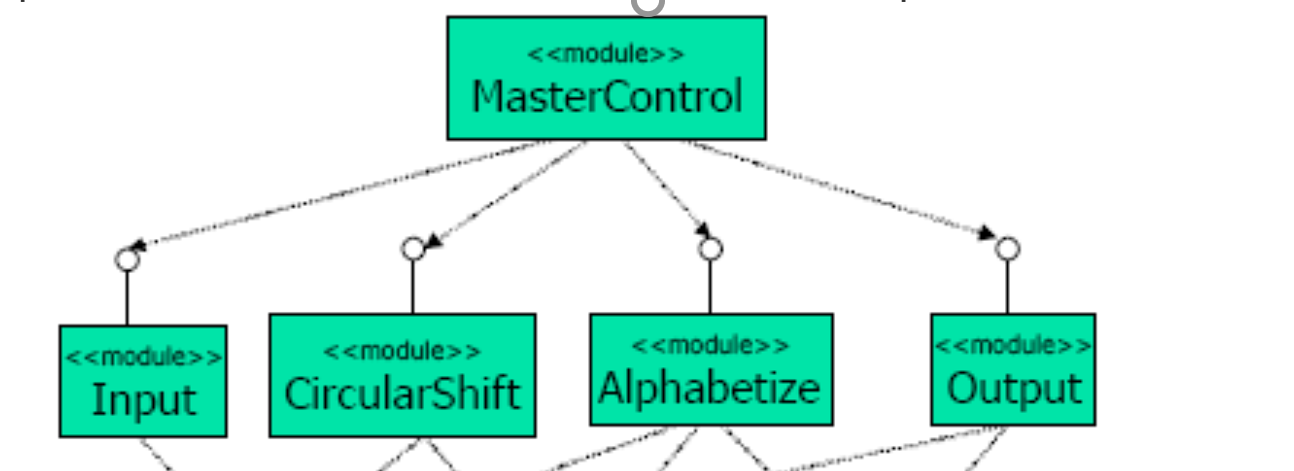 <<module>>
MasterControl
<<module>>
Input
<<module>>
CircularShift
<<module>>
Alphabetize
<<module>>
Output